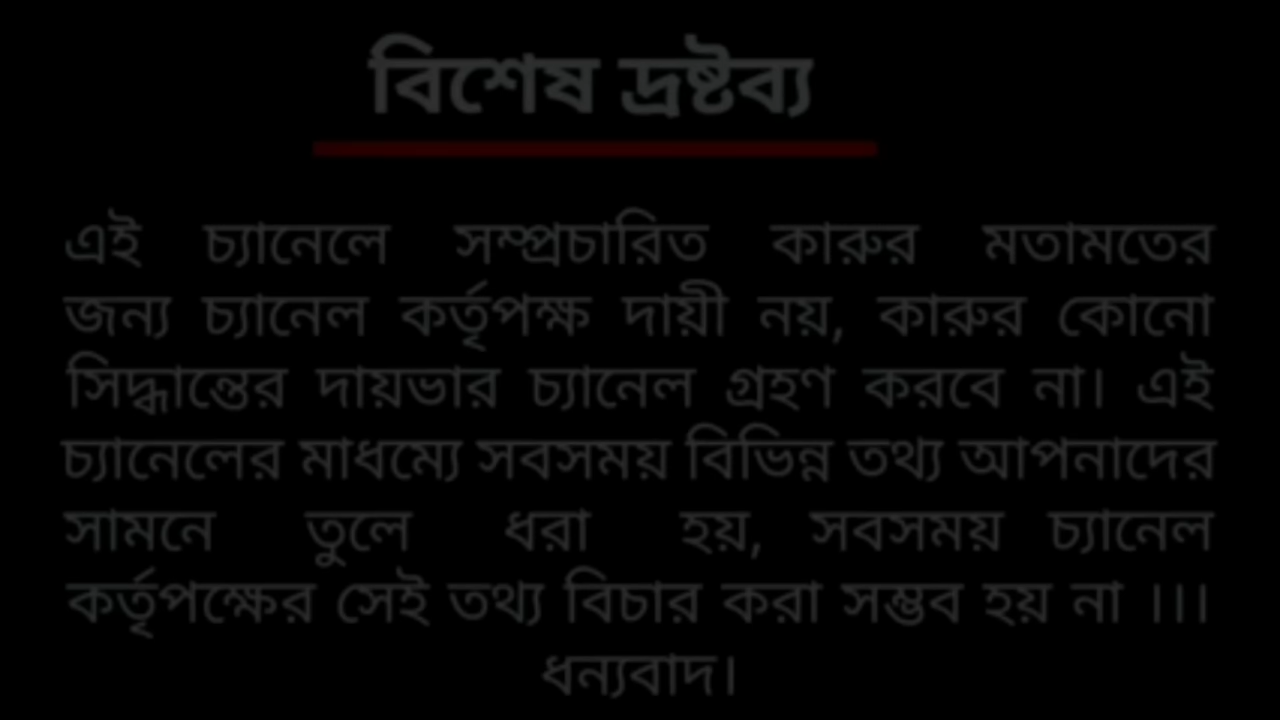 বিশেষ দ্রষ্টব্য
এই চ্যানেলে সম্প্রচারিত কারুর মতামতের
জন্য চ্যানেল কর্তৃপক্ষ দায়ী নয়, কারুর কোনো
সিদ্ধান্তের দায়ভার চ্যানেল গ্রহণ করবে না। এই
চ্যানেলের মাধম্যে সবসময় বিভিন্ন তথ্য আপনাদের
সামনে তুলে ধরা হয়, সবসময় চ্যানেল
কর্তৃপক্ষের সেই তথ্য বিচার করা সম্ভব হয় না ।।।
ধন্যবাদ।